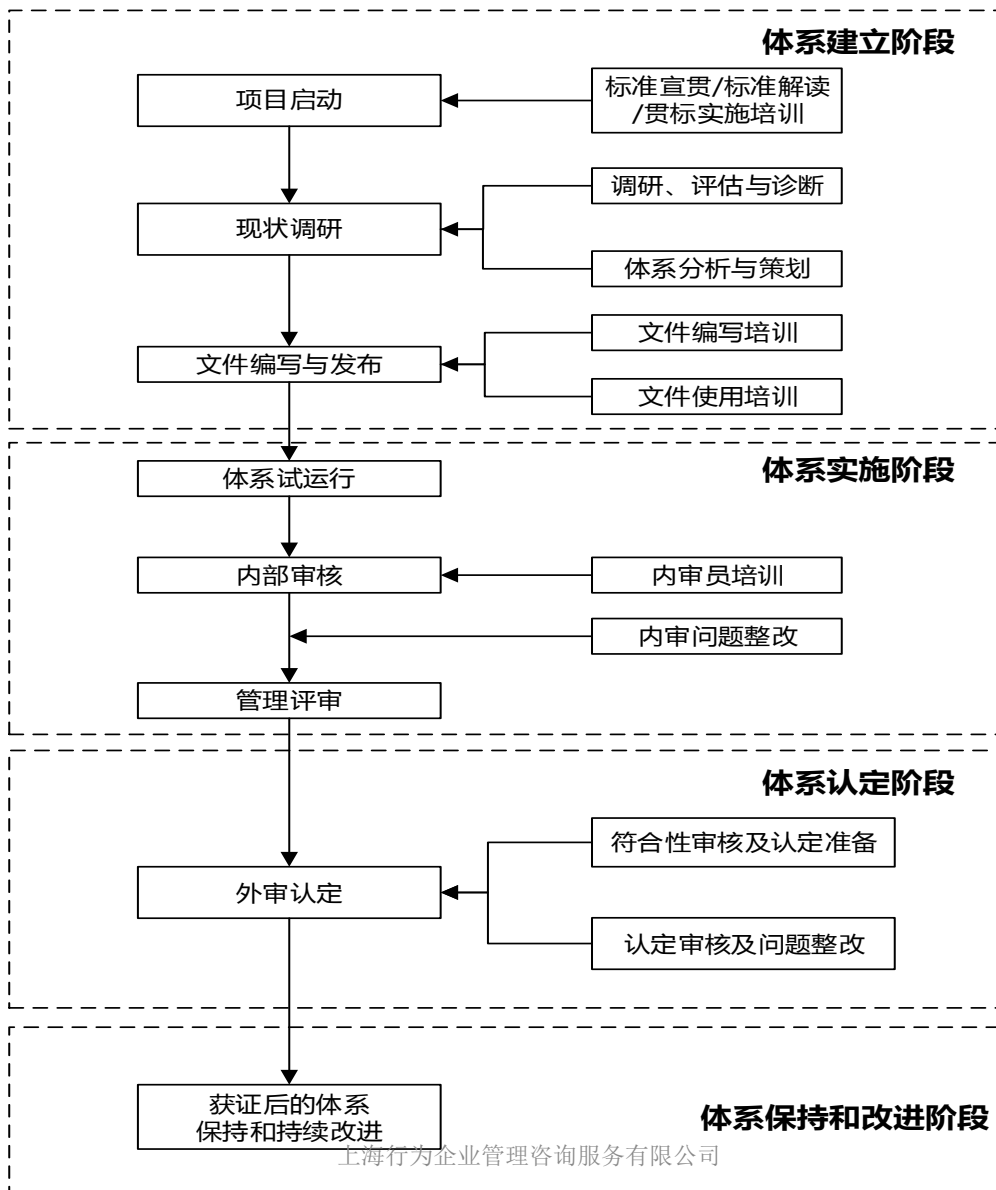 体系建立阶段
项目启动
标准宣贯/标准解读
/贯标实施培训
调研、评估与诊断
现状调研
体系分析与策划
文件编写培训
文件编写与发布
文件使用培训
体系实施阶段
体系试运行
内部审核
内审员培训
内审问题整改
管理评审
体系认定阶段
符合性审核及认定准备
外审认定
认定审核及问题整改
获证后的体系
保持和持续改进
体系保持和改进阶段
上海行为企业管理咨询服务有限公司